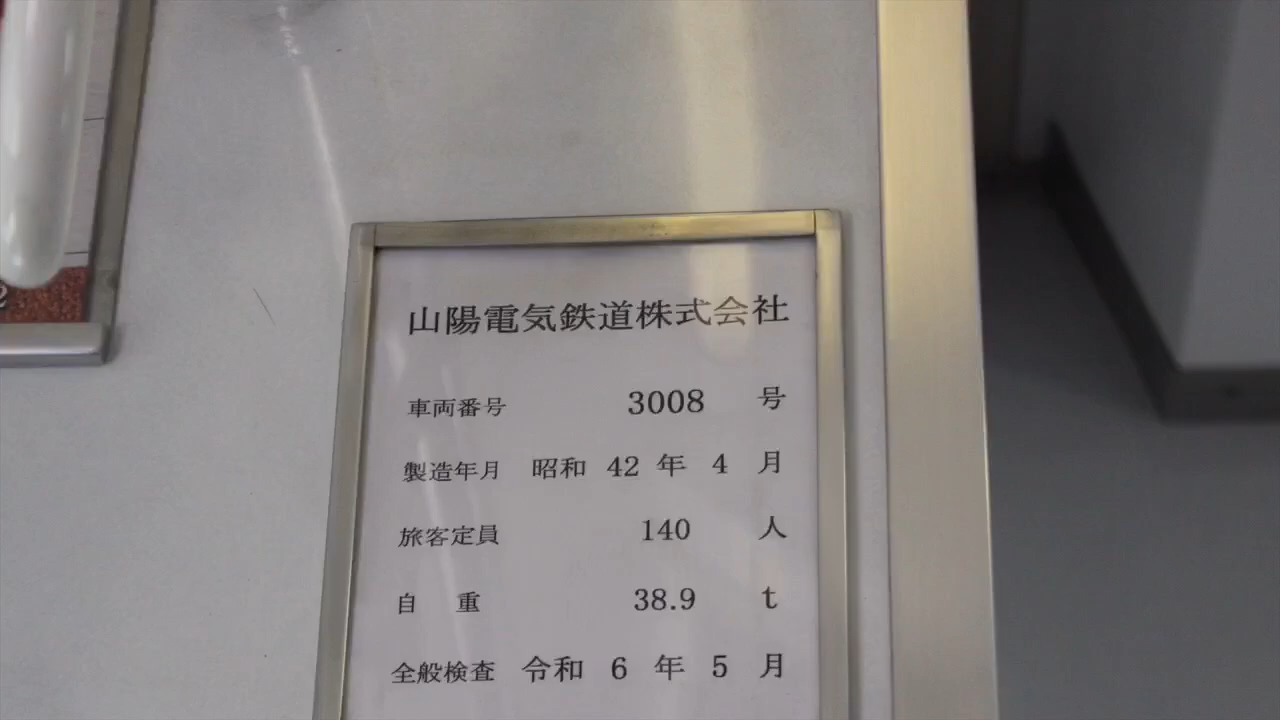 山陽電気鉄道株式会社
車両番号 3008 号
製造年月 昭和 42 年 4 月
旅客定員 140 人
自 重 38.9 t
全般検査 令和 6 年 5 月
2